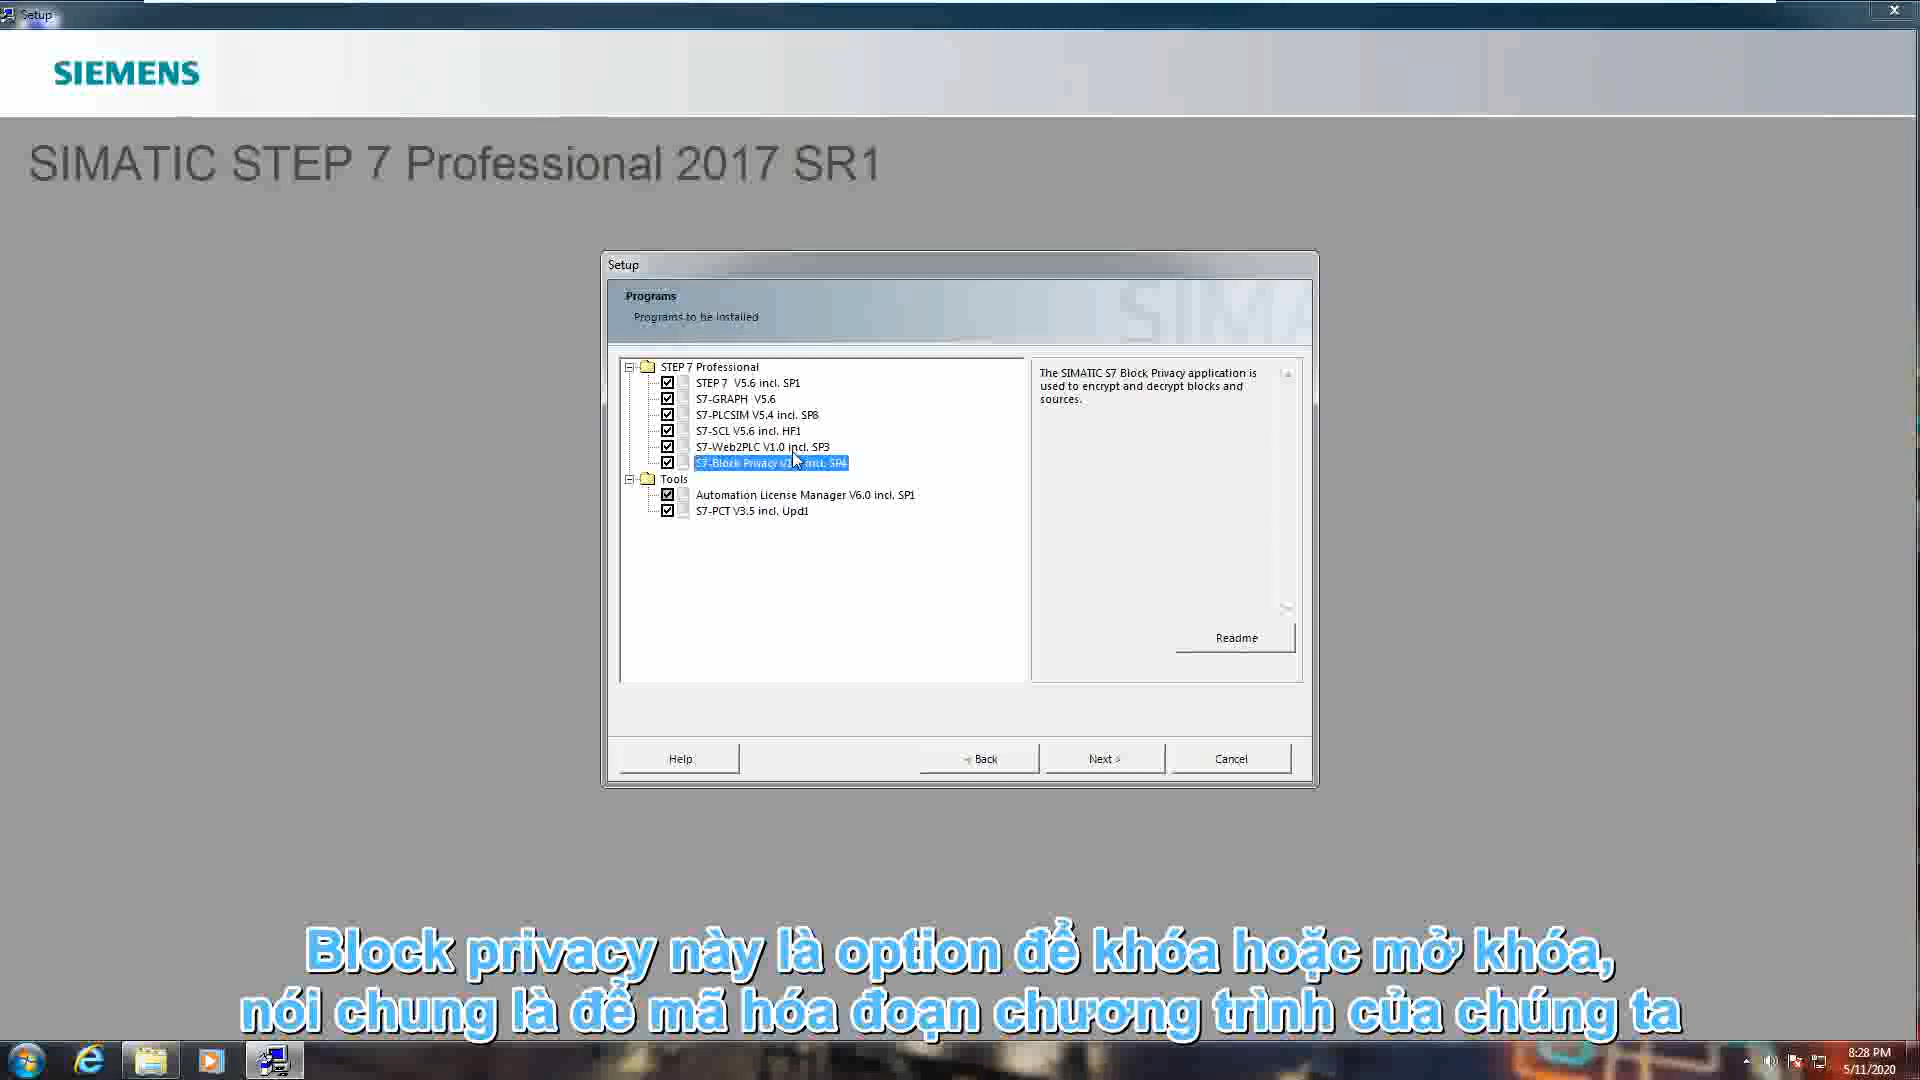 Setup
SIEMENS
SIMATIC STEP 7 Professional 2017 SR1
Setup
Programs
Programs to be installed
STEP 7 Professional
STEP 7 V5.6 incl. SP1
S7-GRAPH V5.6
S7-PLCSIM V5.4 incl. SP8
S7-SCL V5.6 incl. HF1
S7-Web2PLC V1.0 incl. SP3
S7-Block Privacy incl. SP4
Tools
Automation License Manager V6.0 incl. SP1
S7-PCT V3.5 incl. Upd1
The SIMATIC S7 Block Privacy application is
used to encrypt and decrypt blocks and
sources.
Readme
Help
< Back
Next >
Cancel
Block privacy này là option để khóa hoặc mở khóa,
nói chung là để mã hóa đoạn chương trình của chúng ta
8:28 PM
5/11/2020